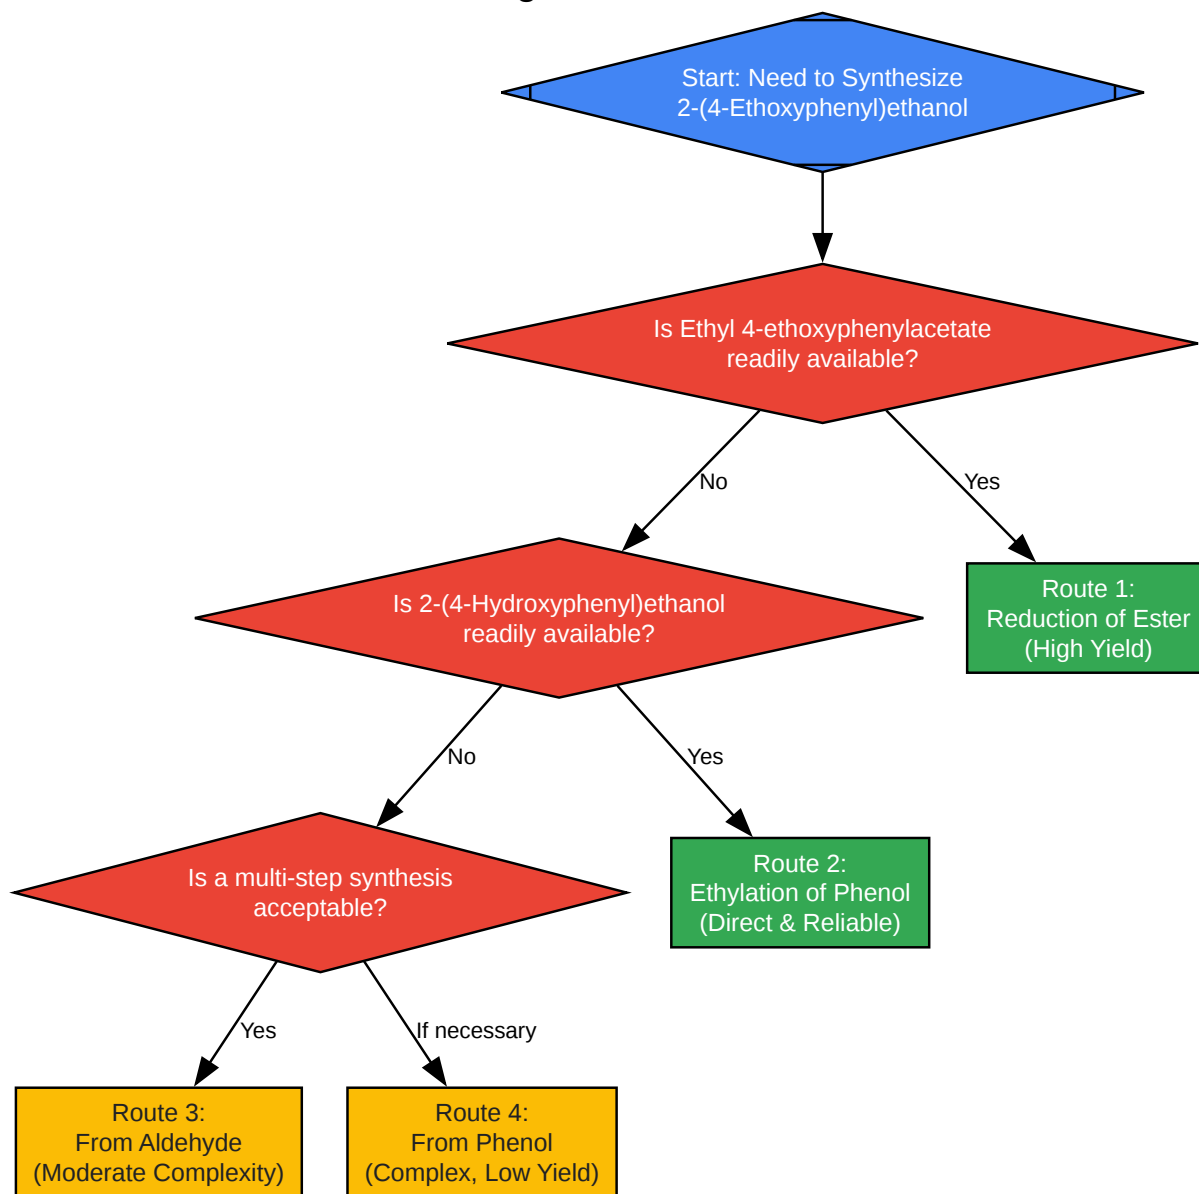 Start: Need to Synthesize
2-(4-Ethoxyphenyl)ethanol
Is Ethyl 4-ethoxyphenylacetate
readily available?
No
Yes
Is 2-(4-Hydroxyphenyl)ethanol
readily available?
Route 1:
Reduction of Ester
(High Yield)
No
Yes
Is a multi-step synthesis
acceptable?
Route 2:
Ethylation of Phenol
(Direct & Reliable)
Yes
If necessary
Route 3:
From Aldehyde
(Moderate Complexity)
Route 4:
From Phenol
(Complex, Low Yield)